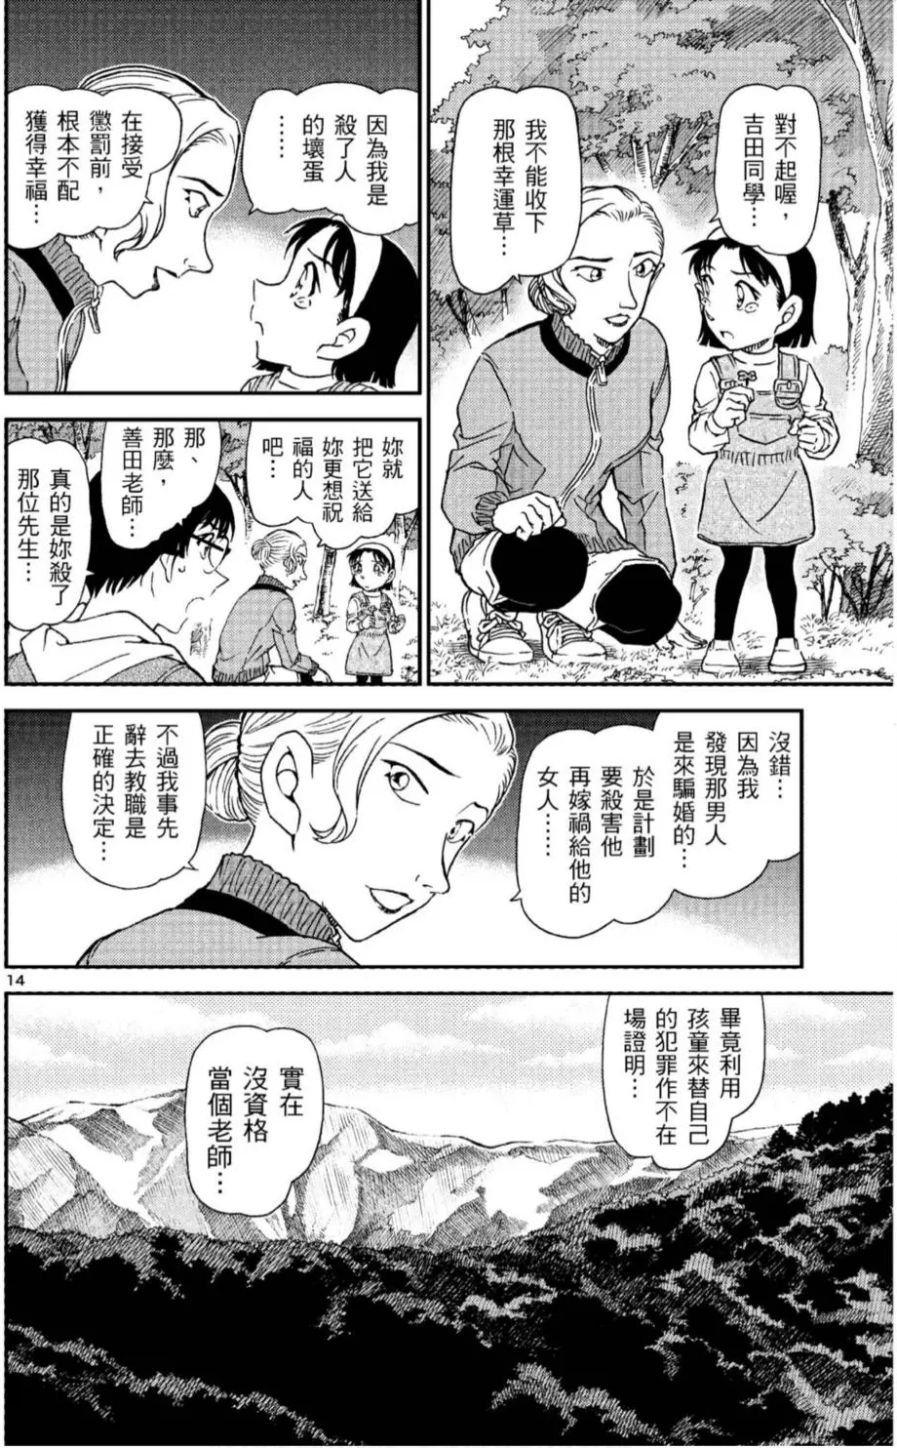 對不起喔，
吉田同學…
我不能收下
那根幸運草…
因為我是
殺了人
的壞蛋
……
在接受
懲罰前，
根本不配
獲得幸福…
妳就
把它送給
妳更想祝
福的人
吧…
那、
那麼，
善田老師…
真的是妳殺了
那位先生…
沒錯…
因為我
發現那男人
是來騙婚的…
於是計劃
要殺害他
再嫁禍給他的
女人……
不過我事先
辭去教職是
正確的決定…
14
畢竟利用
孩童來替自己
的犯罪作不在
場證明…
實在
沒資格
當個老師…